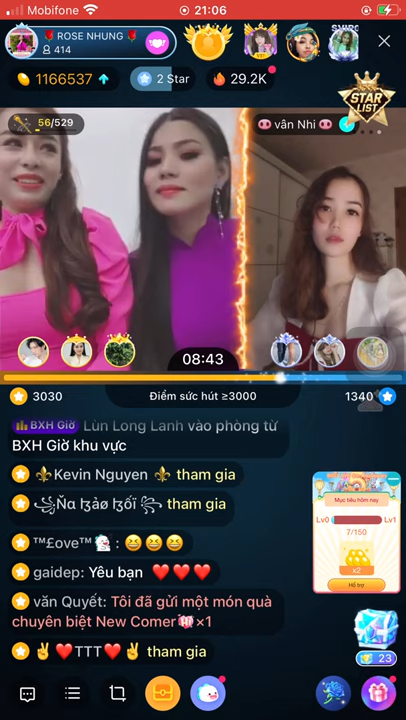 Mobifone 21:06
🌹 ROSE NHUNG 🌹
414
1166537 ↑ 2 Star 29.2K
STAR LIST
56/529
🐽 vân Nhi 🐽
08:43
3030 Điểm sức hút ≥3000 1340
BXH Giờ Lùn Long Lanh vào phòng từ
BXH Giờ khu vực
⚜️Kevin Nguyen ⚜️ tham gia
꧁Ňα ɮảø ɮốï ꧂ tham gia
™£ove™ : 😆😆😆
gaidep: Yêu bạn ❤️❤️❤️
văn Quyết: Tôi đã gửi một món quà
chuyên biệt New Comer ×1
✌️❤️TTT❤️✌️ tham gia
Mục tiêu hôm nay
Lv0 Lv1
7/150
x2
Hỗ trợ
23